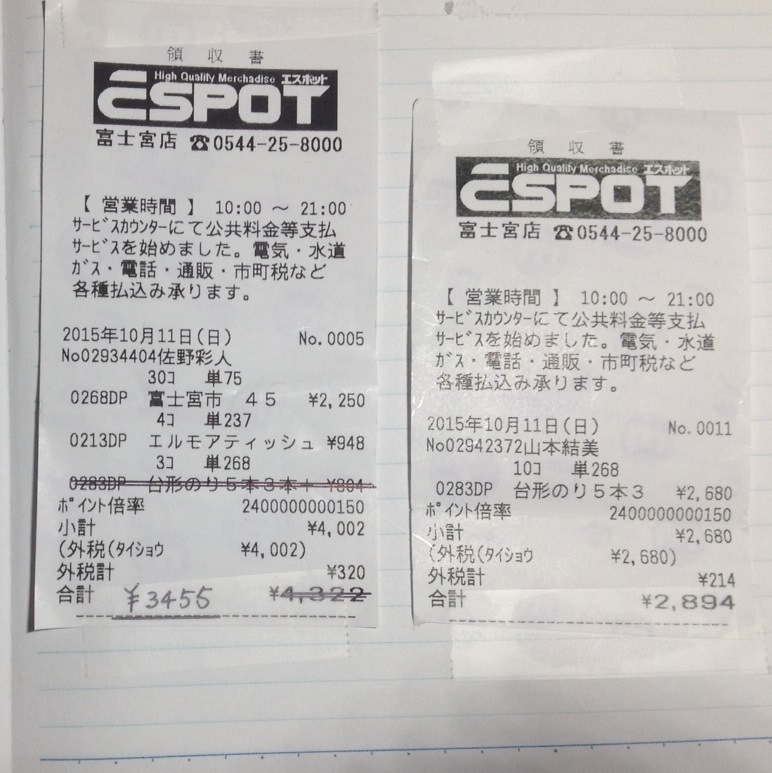 領収書
High Quality Merchadise エスポット
ESPOT
富士宮店 ☎0544-25-8000
【 営業時間 】 10:00 ～ 21:00
ｻｰﾋﾞｽｶｳﾝﾀｰにて公共料金等支払
ｻｰﾋﾞｽを始めました。電気・水道
ｶﾞｽ・電話・通販・市町税など
各種払込み承ります。
2015年10月11日(日) No.0005
No02934404佐野彩人
30ｺ 単75
0268DP 富士宮市 45 ¥2,250
4ｺ 単237
0213DP エルモアティッシュ ¥948
3ｺ 単268
0283DP 台形のり5本3本+ ¥804
ﾎﾟｲﾝﾄ倍率 2400000000150
小計 ¥4,002
(外税(ﾀｲｼｮｳ ¥4,002)
外税計 ¥320
合計 ¥3455 ¥4,322
領収書
High Quality Merchadise エスポット
ESPOT
富士宮店 ☎0544-25-8000
【 営業時間 】 10:00 ～ 21:00
ｻｰﾋﾞｽｶｳﾝﾀｰにて公共料金等支払
ｻｰﾋﾞｽを始めました。電気・水道
ｶﾞｽ・電話・通販・市町税など
各種払込み承ります。
2015年10月11日(日) No.0011
No02942372山本結美
10ｺ 単268
0283DP 台形のり5本3 ¥2,680
ﾎﾟｲﾝﾄ倍率 2400000000150
小計 ¥2,680
(外税(ﾀｲｼｮｳ ¥2,680)
外税計 ¥214
合計 ¥2,894